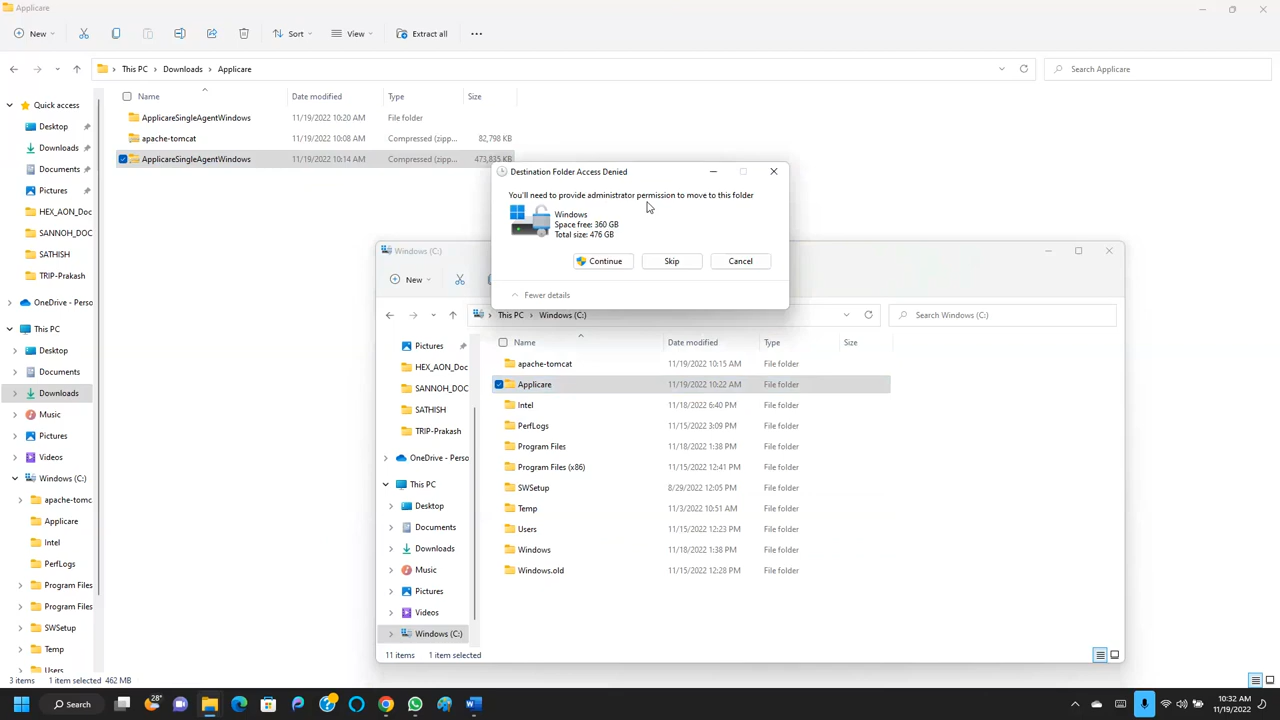 Applicare
New
Sort
View
Extract all
This PC > Downloads > Applicare
Search Applicare
Name
Date modified
Type
Size
ApplicareSingleAgentWindows 11/19/2022 10:20 AM File folder
apache-tomcat 11/19/2022 10:08 AM Compressed (zipp... 82,798 KB
ApplicareSingleAgentWindows 11/19/2022 10:14 AM Compressed (zipp... 473,835 KB
Quick access
Desktop
Downloads
Documents
Pictures
HEX_AON_Doc
SANNOH_DOC
SATHISH
TRIP-Prakash
OneDrive - Perso
This PC
Desktop
Documents
Downloads
Music
Pictures
Videos
Windows (C:)
apache-tomc
Applicare
Intel
PerfLogs
Program Files
Program Files
SWSetup
Temp
Users
3 items 1 item selected 462 MB
Destination Folder Access Denied
You'll need to provide administrator permission to move to this folder
Windows
Space free: 360 GB
Total size: 476 GB
Continue
Skip
Cancel
Fewer details
Windows (C:)
New
This PC > Windows (C:)
Search Windows (C:)
Pictures
HEX_AON_Doc
SANNOH_DOC
SATHISH
TRIP-Prakash
OneDrive - Perso
This PC
Desktop
Documents
Downloads
Music
Pictures
Videos
Windows (C:)
Name Date modified Type Size
apache-tomcat 11/19/2022 10:15 AM File folder
Applicare 11/19/2022 10:22 AM File folder
Intel 11/18/2022 6:40 PM File folder
PerfLogs 11/15/2022 3:09 PM File folder
Program Files 11/18/2022 1:38 PM File folder
Program Files (x86) 11/15/2022 12:41 PM File folder
SWSetup 8/29/2022 12:05 PM File folder
Temp 11/3/2022 10:51 AM File folder
Users 11/15/2022 12:23 PM File folder
Windows 11/18/2022 1:38 PM File folder
Windows.old 11/15/2022 12:28 PM File folder
11 items 1 item selected
Search
28°
10:32 AM
11/19/2022